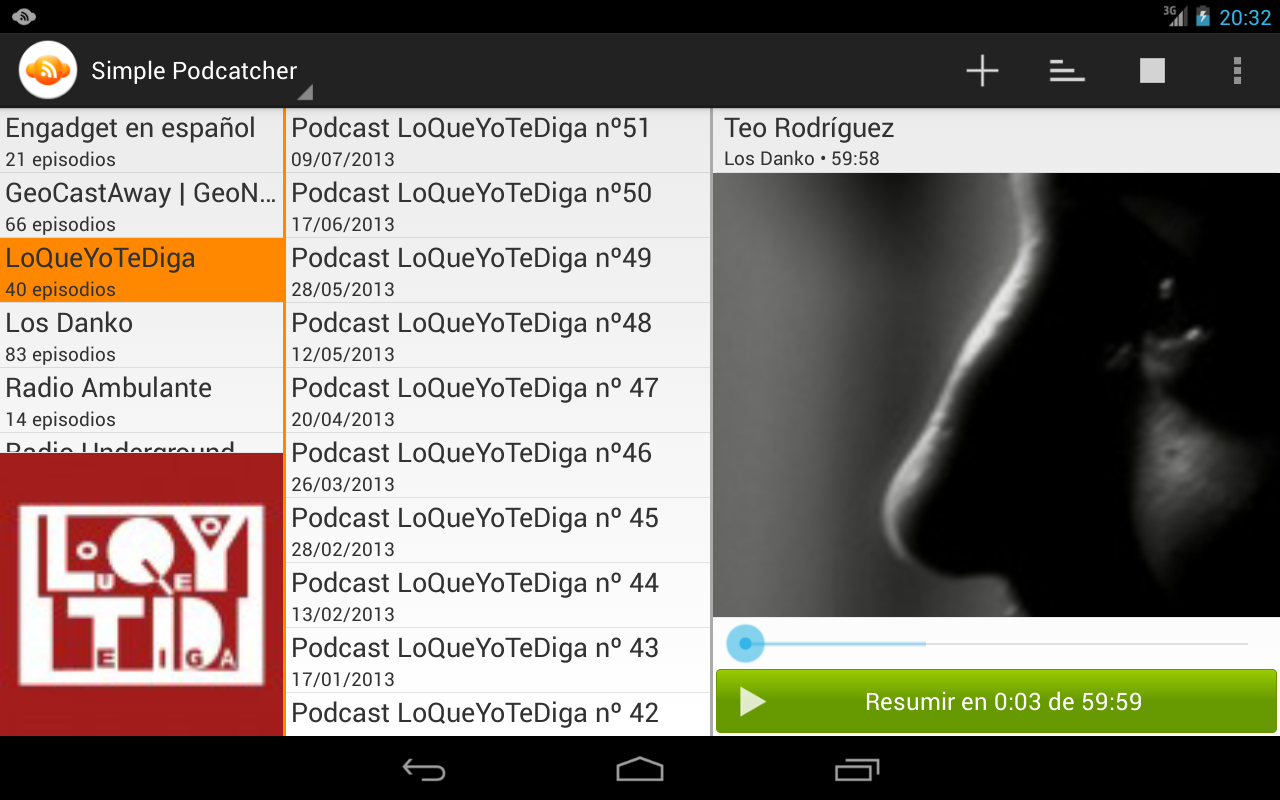 3G
20:32
Simple Podcatcher
Engadget en español
21 episodios
GeoCastAway | GeoN...
66 episodios
LoQueYoTeDiga
40 episodios
Los Danko
83 episodios
Radio Ambulante
14 episodios
Radio Underground
LO QUE YO
TE DIGA
Podcast LoQueYoTeDiga nº51
09/07/2013
Podcast LoQueYoTeDiga nº50
17/06/2013
Podcast LoQueYoTeDiga nº49
28/05/2013
Podcast LoQueYoTeDiga nº48
12/05/2013
Podcast LoQueYoTeDiga nº 47
20/04/2013
Podcast LoQueYoTeDiga nº46
26/03/2013
Podcast LoQueYoTeDiga nº 45
28/02/2013
Podcast LoQueYoTeDiga nº 44
13/02/2013
Podcast LoQueYoTeDiga nº 43
17/01/2013
Podcast LoQueYoTeDiga nº 42
Teo Rodríguez
Los Danko • 59:58
Resumir en 0:03 de 59:59